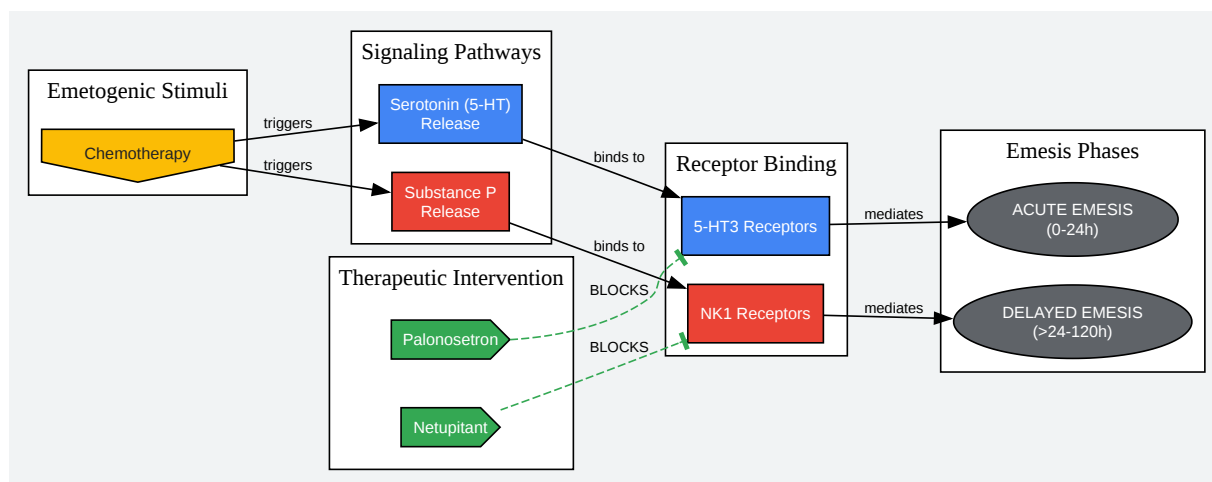 Emetogenic Stimuli
Chemotherapy
triggers
triggers
Signaling Pathways
Serotonin (5-HT)
Release
Substance P
Release
binds to
binds to
Therapeutic Intervention
Palonosetron
Netupitant
BLOCKS
BLOCKS
Receptor Binding
5-HT3 Receptors
NK1 Receptors
mediates
mediates
Emesis Phases
ACUTE EMESIS
(0-24h)
DELAYED EMESIS
(>24-120h)